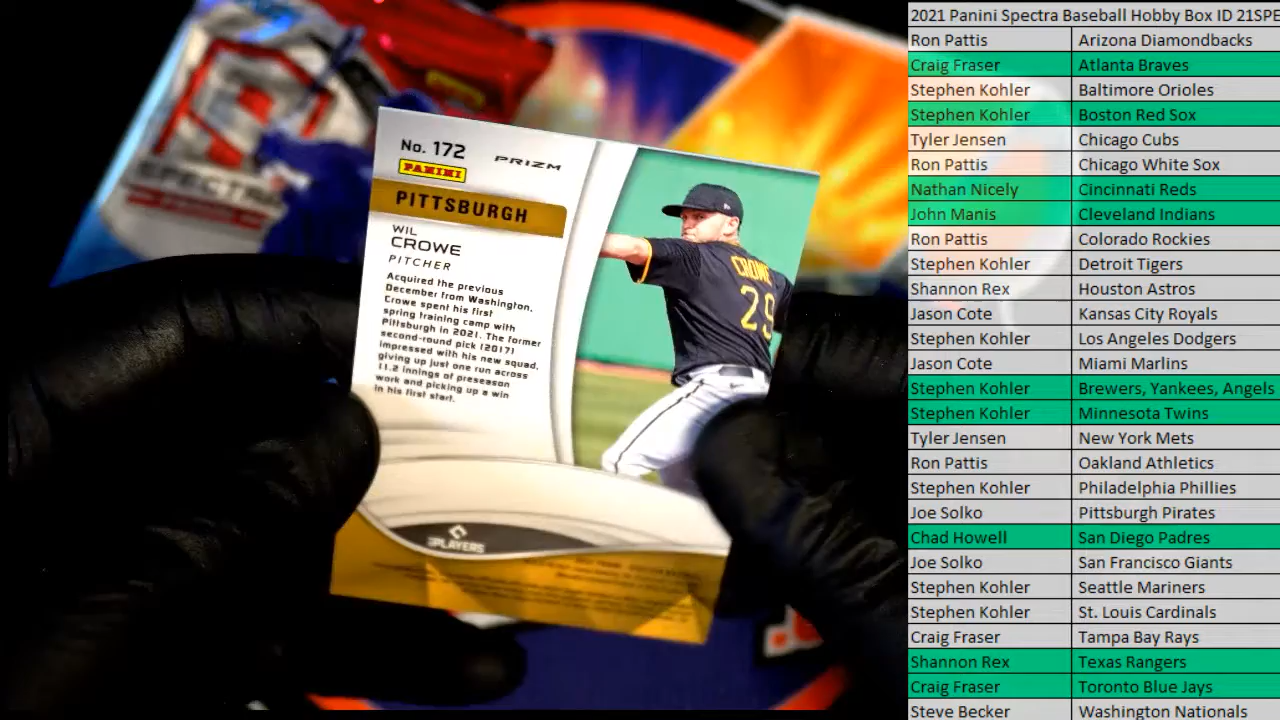 No. 172
PRIZM
PANINI
PITTSBURGH
WIL
CROWE
PITCHER
Acquired the previous
December from Washington,
Crowe spent his first
spring training camp with
Pittsburgh in 2021. The former
second-round pick (2017)
impressed with his new squad,
giving up just one run across
11.2 innings of preseason
work and picking up a win
in his first start.
CROWE
29
PLAYERS
SPECTRA
2021 Panini Spectra Baseball Hobby Box ID 21SPE
Ron Pattis Arizona Diamondbacks
Craig Fraser Atlanta Braves
Stephen Kohler Baltimore Orioles
Stephen Kohler Boston Red Sox
Tyler Jensen Chicago Cubs
Ron Pattis Chicago White Sox
Nathan Nicely Cincinnati Reds
John Manis Cleveland Indians
Ron Pattis Colorado Rockies
Stephen Kohler Detroit Tigers
Shannon Rex Houston Astros
Jason Cote Kansas City Royals
Stephen Kohler Los Angeles Dodgers
Jason Cote Miami Marlins
Stephen Kohler Brewers, Yankees, Angels
Stephen Kohler Minnesota Twins
Tyler Jensen New York Mets
Ron Pattis Oakland Athletics
Stephen Kohler Philadelphia Phillies
Joe Solko Pittsburgh Pirates
Chad Howell San Diego Padres
Joe Solko San Francisco Giants
Stephen Kohler Seattle Mariners
Stephen Kohler St. Louis Cardinals
Craig Fraser Tampa Bay Rays
Shannon Rex Texas Rangers
Craig Fraser Toronto Blue Jays
Steve Becker Washington Nationals